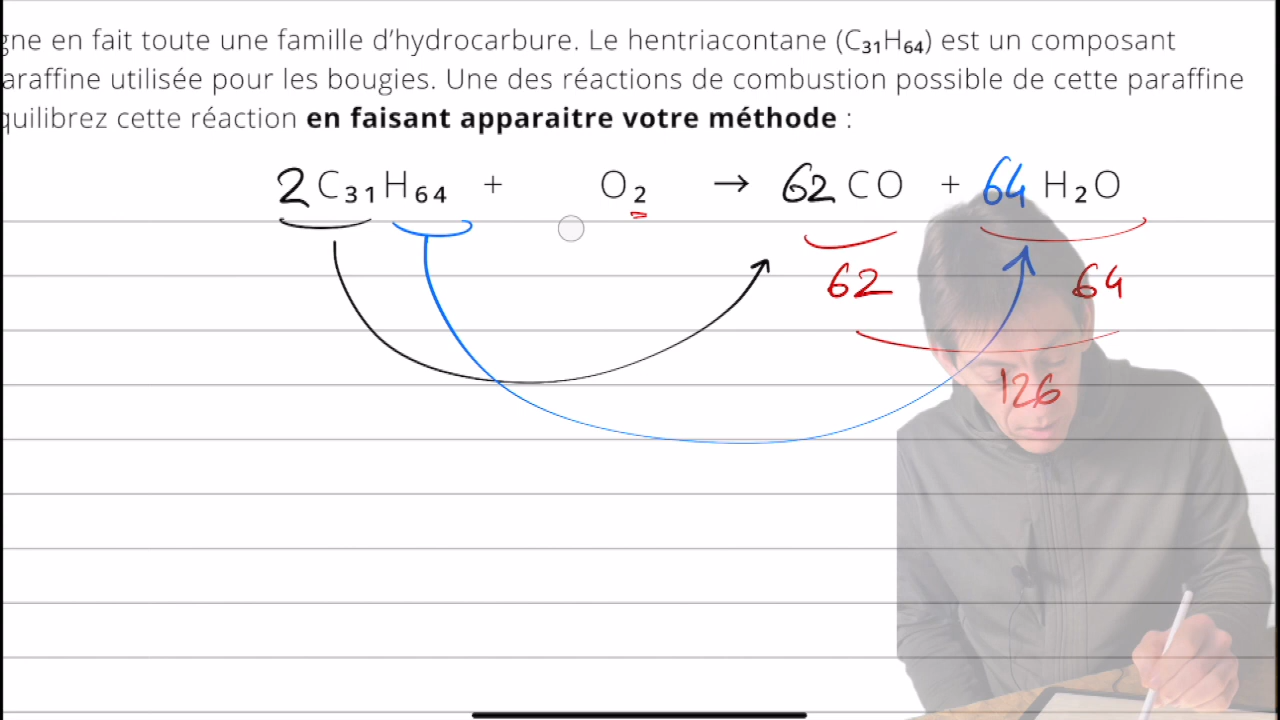 gne en fait toute une famille d’hydrocarbure. Le hentriacontane (C₃₁H₆₄) est un composant
araffine utilisée pour les bougies. Une des réactions de combustion possible de cette paraffine
quilibrez cette réaction en faisant apparaitre votre méthode :
2 C₃₁H₆₄ + O₂ → 62 CO + 64 H₂O
62 64
126